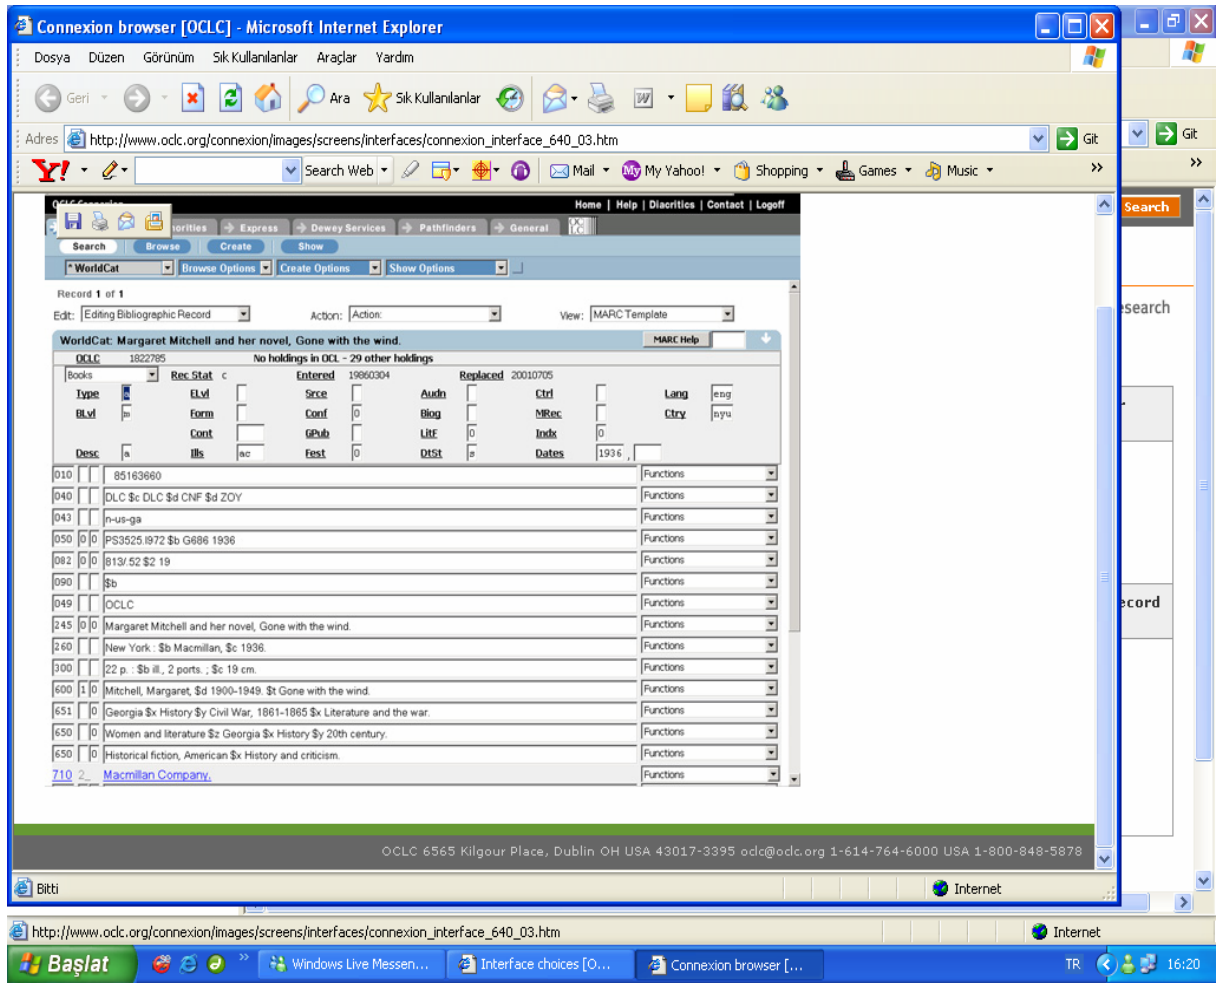 Connexion browser [OCLC] - Microsoft Internet Explorer
Dosya Düzen Görünüm Sık Kullanılanlar Araçlar Yardım
Geri Ara Sık Kullanılanlar
Adres http://www.oclc.org/connexion/images/screens/interfaces/connexion_interface_640_03.htm Git Git
Y! Search Web Mail My Yahoo! Shopping Games Music » »
Home | Help | Diacritics | Contact | Logoff
Search
orities Express Dewey Services Pathfinders General
Search Browse Create Show
* WorldCat Browse Options Create Options Show Options
Record 1 of 1
esearch
Edit: Editing Bibliographic Record Action: Action: View: MARC Template
WorldCat: Margaret Mitchell and her novel, Gone with the wind. MARC Help
OCLC 1822785 No holdings in OCL - 29 other holdings
Books Rec Stat c Entered 19860304 Replaced 20010705
Type a ELvl Srce Audn Ctrl Lang eng
BLvl m Form Conf 0 Biog MRec Ctry nyu
Cont GPub LitF 0 Indx 0
Desc a Ills ac Fest 0 DtSt s Dates 1936 ,
010 85163660 Functions
040 DLC $c DLC $d CNF $d ZOY Functions
043 n-us-ga Functions
050 0 0 PS3525.I972 $b G686 1936 Functions
082 0 0 813/.52 $2 19 Functions
090 $b Functions
049 OCLC Functions
ecord
245 0 0 Margaret Mitchell and her novel, Gone with the wind. Functions
260 New York : $b Macmillan, $c 1936. Functions
300 22 p. : $b ill., 2 ports. ; $c 19 cm. Functions
600 1 0 Mitchell, Margaret, $d 1900-1949. $t Gone with the wind. Functions
651 0 Georgia $x History $y Civil War, 1861-1865 $x Literature and the war. Functions
650 0 Women and literature $z Georgia $x History $y 20th century. Functions
650 0 Historical fiction, American $x History and criticism. Functions
710 2_ Macmillan Company. Functions
OCLC 6565 Kilgour Place, Dublin OH USA 43017-3395 oclc@oclc.org 1-614-764-6000 USA 1-800-848-5878
Bitti Internet
http://www.oclc.org/connexion/images/screens/interfaces/connexion_interface_640_03.htm Internet
Başlat » Windows Live Messen... Interface choices [O... Connexion browser [... TR 16:20